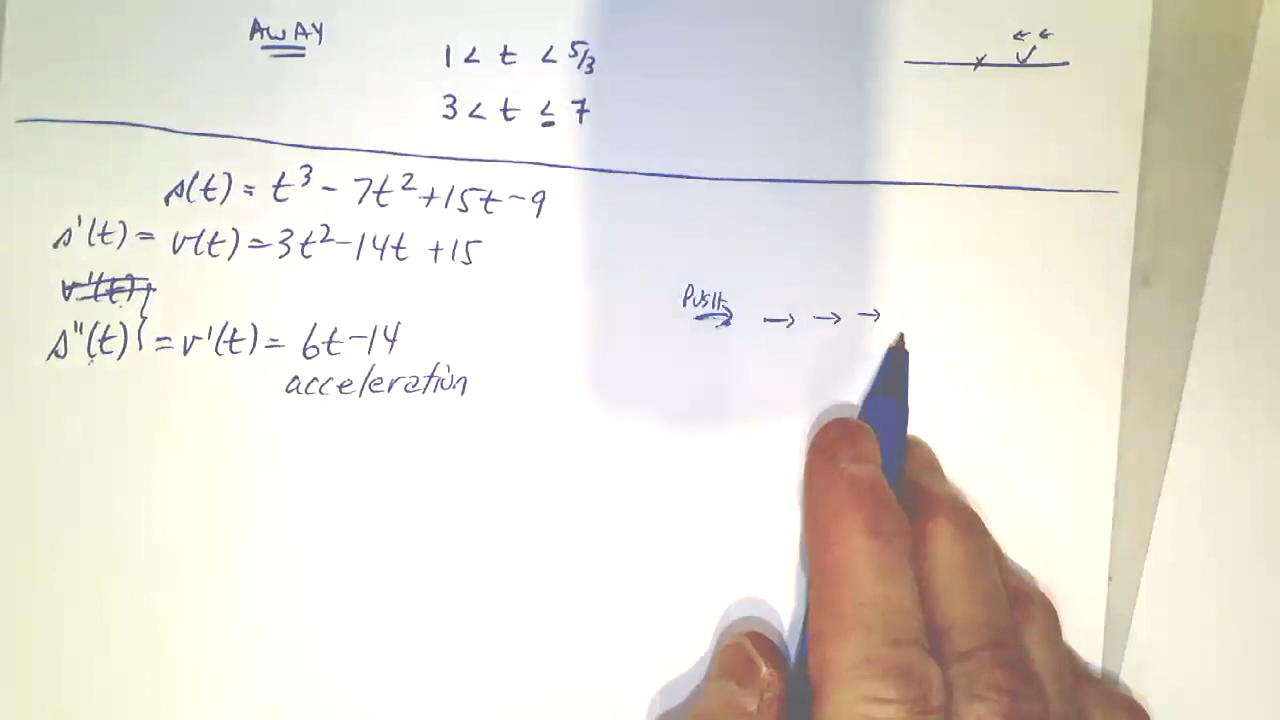 AWAY
1 < t < 5/3
3 < t ≤ 7
s(t) = t³ - 7t² + 15t - 9
s'(t) = v(t) = 3t² - 14t + 15
v'(t)
s''(t) } = v'(t) = 6t - 14
acceleration
PUSH